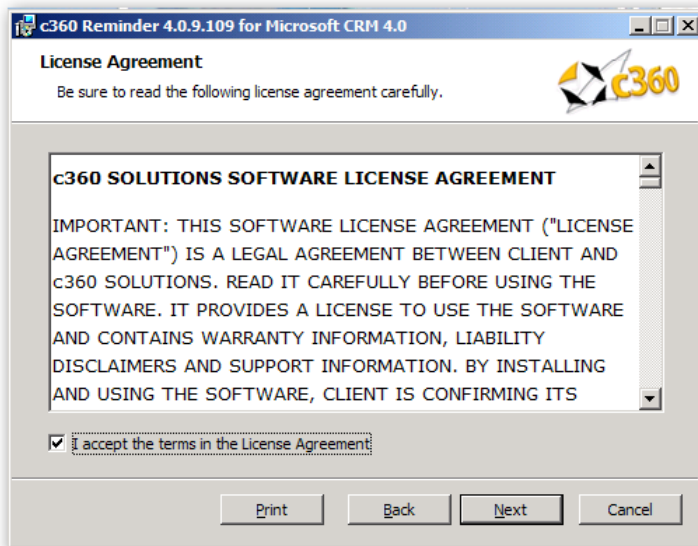 c360 Reminder 4.0.9.109 for Microsoft CRM 4.0
License Agreement
Be sure to read the following license agreement carefully.
c360
c360 SOLUTIONS SOFTWARE LICENSE AGREEMENT
IMPORTANT: THIS SOFTWARE LICENSE AGREEMENT ("LICENSE
AGREEMENT") IS A LEGAL AGREEMENT BETWEEN CLIENT AND
c360 SOLUTIONS. READ IT CAREFULLY BEFORE USING THE
SOFTWARE. IT PROVIDES A LICENSE TO USE THE SOFTWARE
AND CONTAINS WARRANTY INFORMATION, LIABILITY
DISCLAIMERS AND SUPPORT INFORMATION. BY INSTALLING
AND USING THE SOFTWARE, CLIENT IS CONFIRMING ITS
I accept the terms in the License Agreement
Print Back Next Cancel